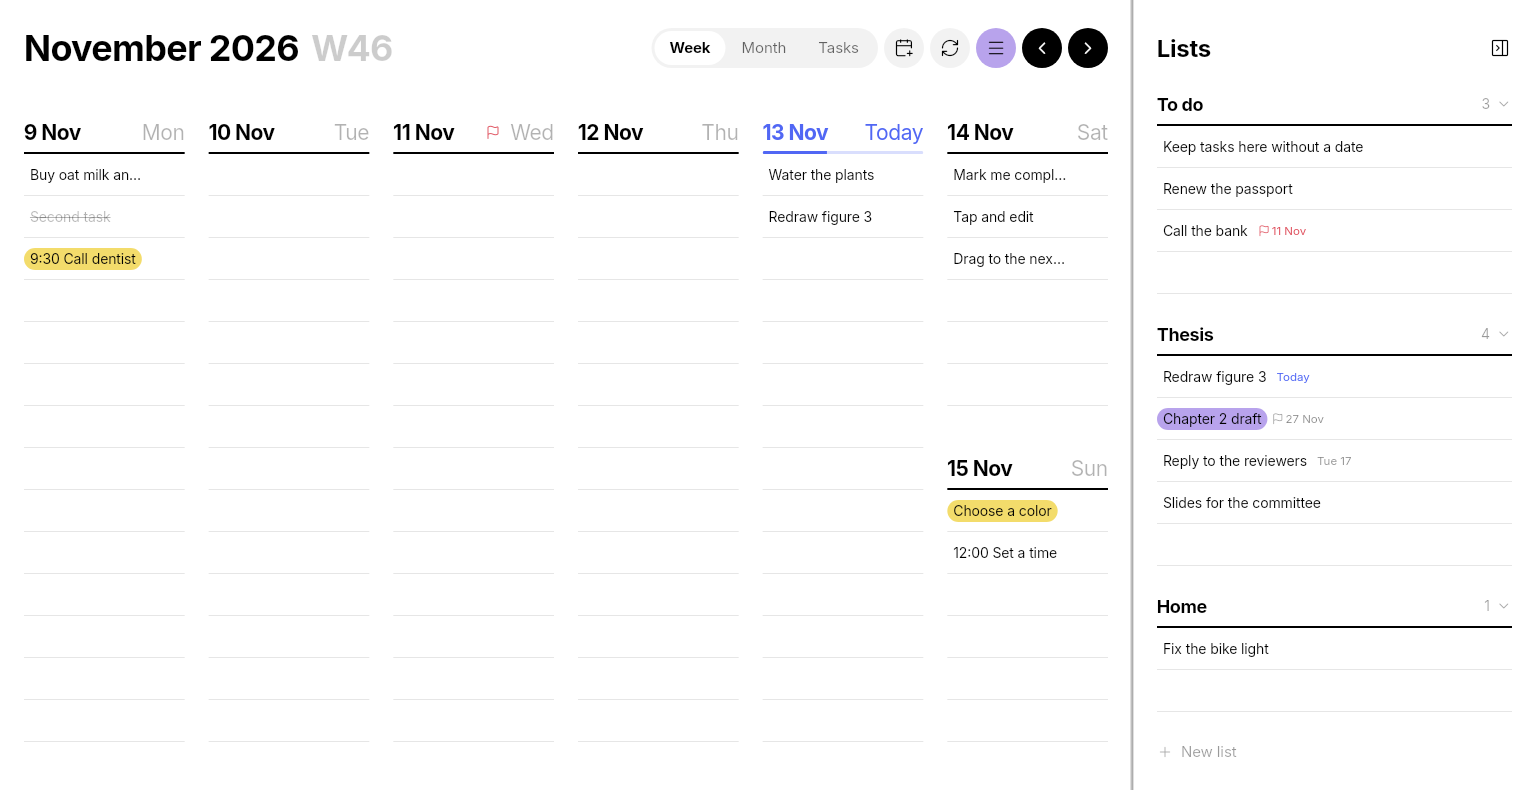 November 2026 W46
Week Month Tasks
9 Nov Mon
Buy oat milk an...
Second task
9:30 Call dentist
10 Nov Tue
11 Nov Wed
12 Nov Thu
13 Nov Today
Water the plants
Redraw figure 3
14 Nov Sat
Mark me compl...
Tap and edit
Drag to the nex...
15 Nov Sun
Choose a color
12:00 Set a time
Lists
To do 3
Keep tasks here without a date
Renew the passport
Call the bank 11 Nov
Thesis 4
Redraw figure 3 Today
Chapter 2 draft 27 Nov
Reply to the reviewers Tue 17
Slides for the committee
Home 1
Fix the bike light
New list